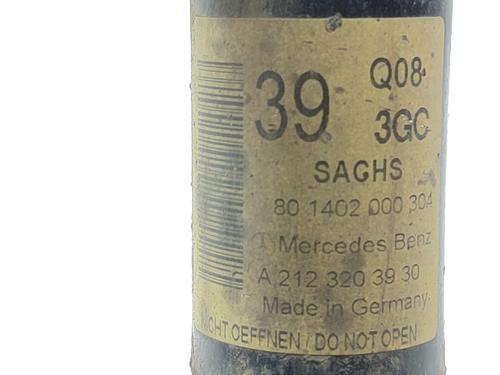 39 Q08
3GC
SACHS
80 1402 000 304
Mercedes Benz
A 212 320 39 30
Made in Germany.
NICHT OEFFNEN / DO NOT OPEN